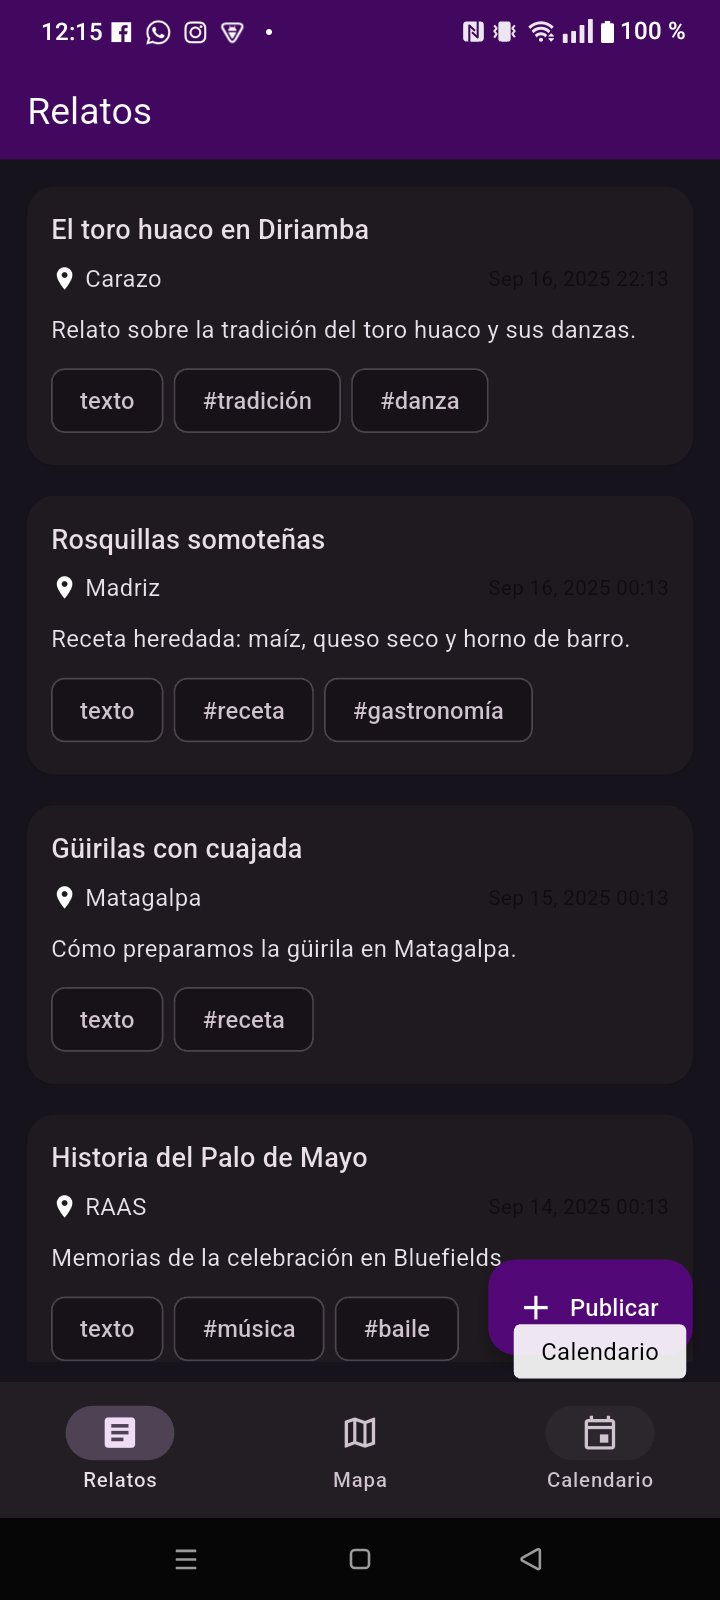 12:15 100 %
Relatos
El toro huaco en Diriamba
Carazo Sep 16, 2025 22:13
Relato sobre la tradición del toro huaco y sus danzas.
texto #tradición #danza
Rosquillas somoteñas
Madriz Sep 16, 2025 00:13
Receta heredada: maíz, queso seco y horno de barro.
texto #receta #gastronomía
Güirilas con cuajada
Matagalpa Sep 15, 2025 00:13
Cómo preparamos la güirila en Matagalpa.
texto #receta
Historia del Palo de Mayo
RAAS Sep 14, 2025 00:13
Memorias de la celebración en Bluefields
texto #música #baile
Publicar
Calendario
Relatos Mapa Calendario